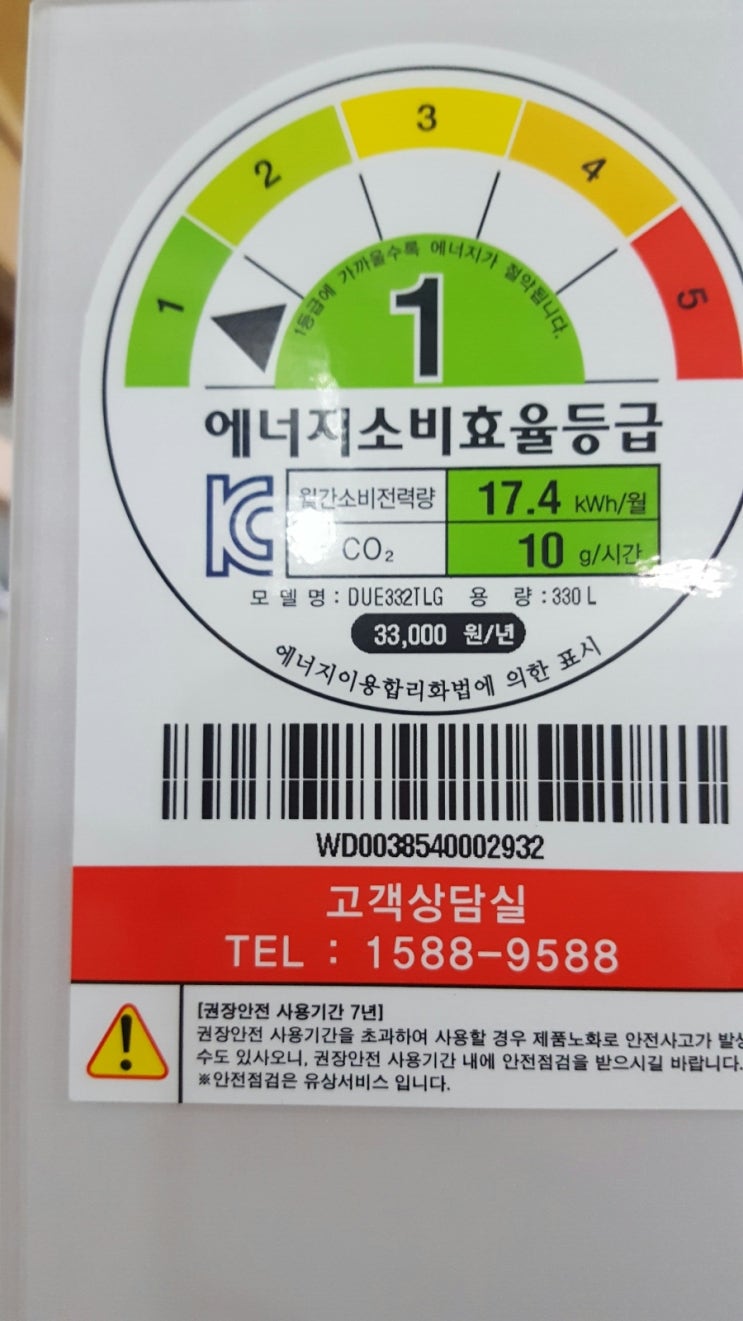 1 2 3 4 5
1등급에 가까울수록 에너지가 절약됩니다.
1
에너지소비효율등급
월간소비전력량 17.4 kWh/월
CO₂ 10 g/시간
모 델 명 : DUE332TLG 용 량 : 330 L
33,000 원/년
에너지이용합리화법에 의한 표시
WD0038540002932
고객상담실
TEL : 1588-9588
[권장안전 사용기간 7년]
권장안전 사용기간을 초과하여 사용할 경우 제품노화로 안전사고가 발생
수도 있사오니, 권장안전 사용기간 내에 안전점검을 받으시길 바랍니다.
※안전점검은 유상서비스 입니다.